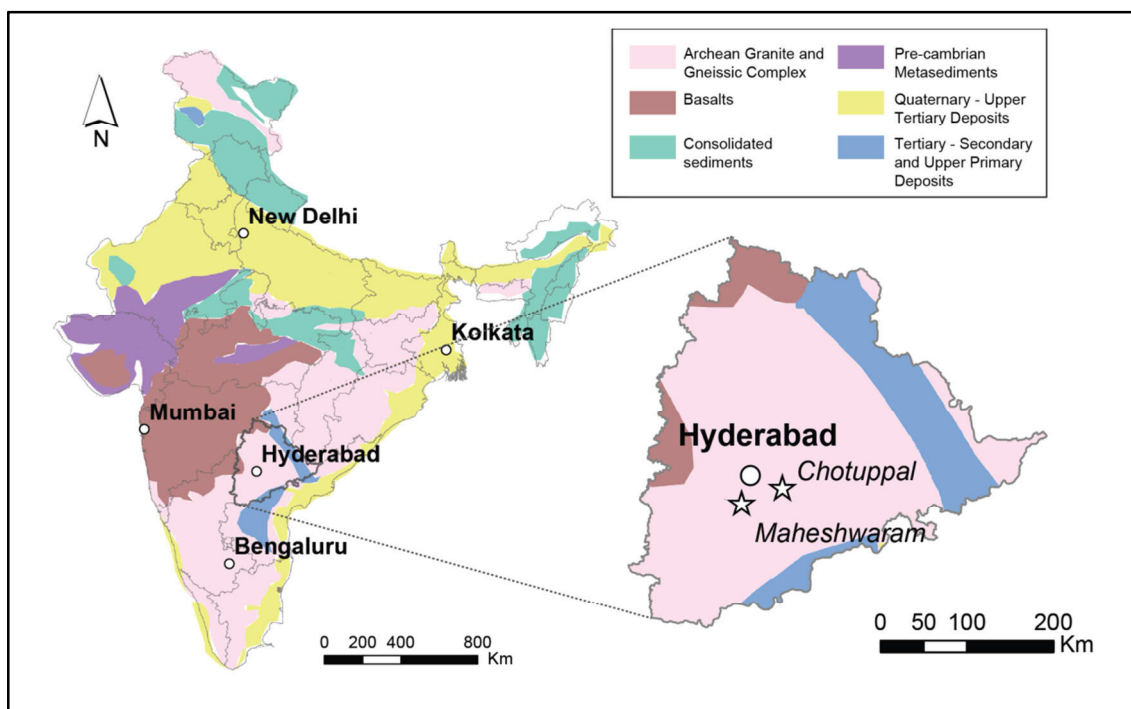 Archean Granite and
Gneissic Complex
Basalts
Consolidated
sediments
Pre-cambrian
Metasediments
Quaternary - Upper
Tertiary Deposits
Tertiary - Secondary
and Upper Primary
Deposits
N
New Delhi
Kolkata
Mumbai
Hyderabad
Bengaluru
0 200 400 800
Km
Hyderabad
Chotuppal
Maheshwaram
0 50 100 200
Km